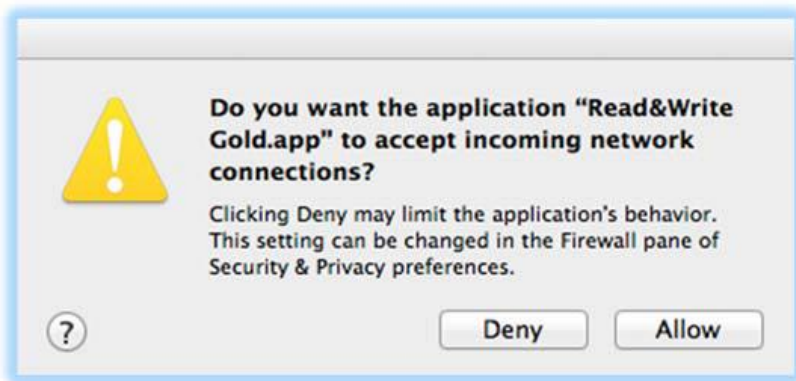 Do you want the application “Read&Write
Gold.app” to accept incoming network
connections?
Clicking Deny may limit the application’s behavior.
This setting can be changed in the Firewall pane of
Security & Privacy preferences.
?
Deny
Allow